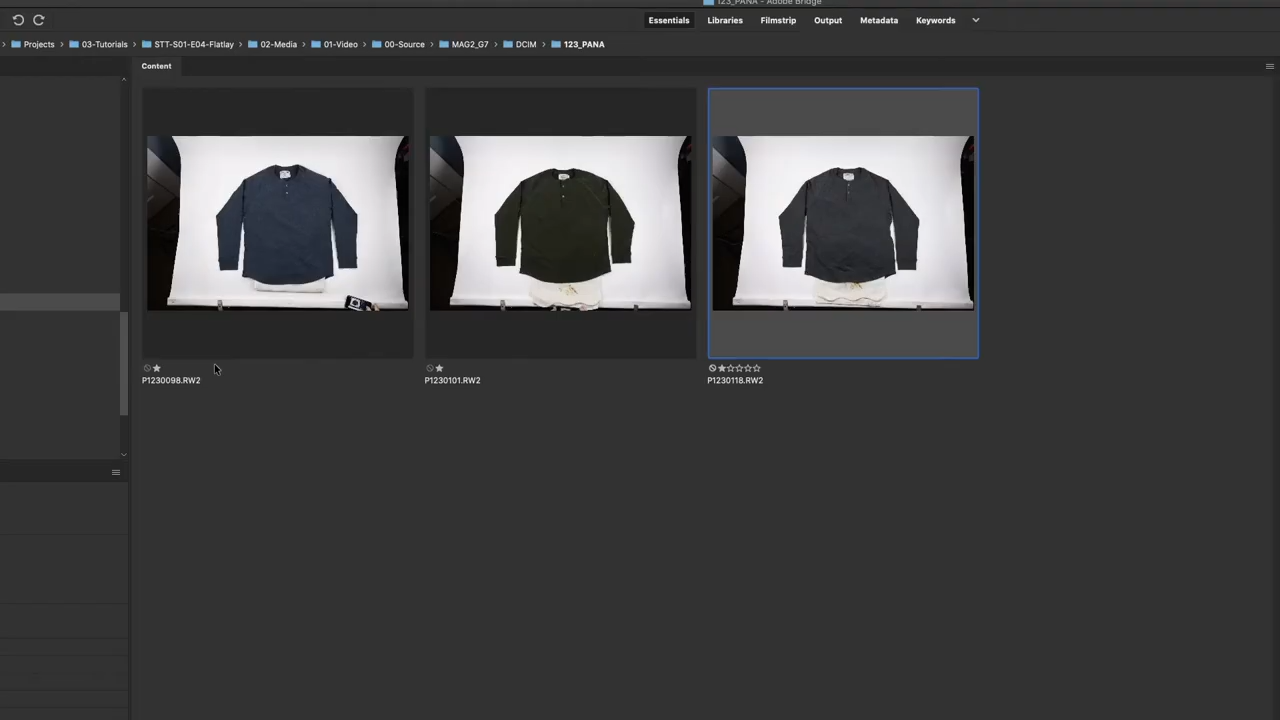 123_PANA - Adobe Bridge
Essentials Libraries Filmstrip Output Metadata Keywords
Projects 03-Tutorials STT-S01-E04-Flatlay 02-Media 01-Video 00-Source MAG2_G7 DCIM 123_PANA
Content
P1230098.RW2 P1230101.RW2 P1230118.RW2